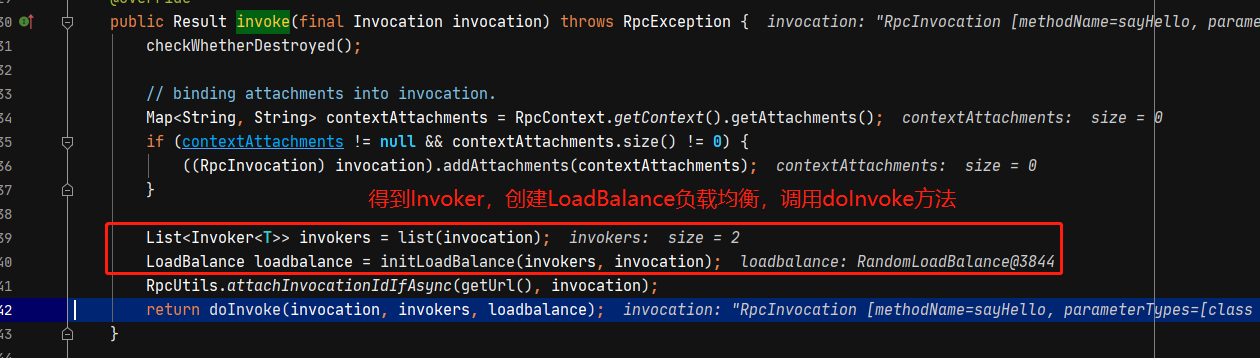 @Override
30 public Result invoke(final Invocation invocation) throws RpcException { invocation: "RpcInvocation [methodName=sayHello, parame
31 checkWhetherDestroyed();
32
33 // binding attachments into invocation.
34 Map<String, String> contextAttachments = RpcContext.getContext().getAttachments(); contextAttachments: size = 0
35 if (contextAttachments != null && contextAttachments.size() != 0) {
36 ((RpcInvocation) invocation).addAttachments(contextAttachments); contextAttachments: size = 0
37 }
得到Invoker，创建LoadBalance负载均衡，调用doInvoke方法
38
39 List<Invoker<T>> invokers = list(invocation); invokers: size = 2
40 LoadBalance loadbalance = initLoadBalance(invokers, invocation); loadbalance: RandomLoadBalance@3844
41 RpcUtils.attachInvocationIdIfAsync(getUrl(), invocation);
42 return doInvoke(invocation, invokers, loadbalance); invocation: "RpcInvocation [methodName=sayHello, parameterTypes=[class
43 }